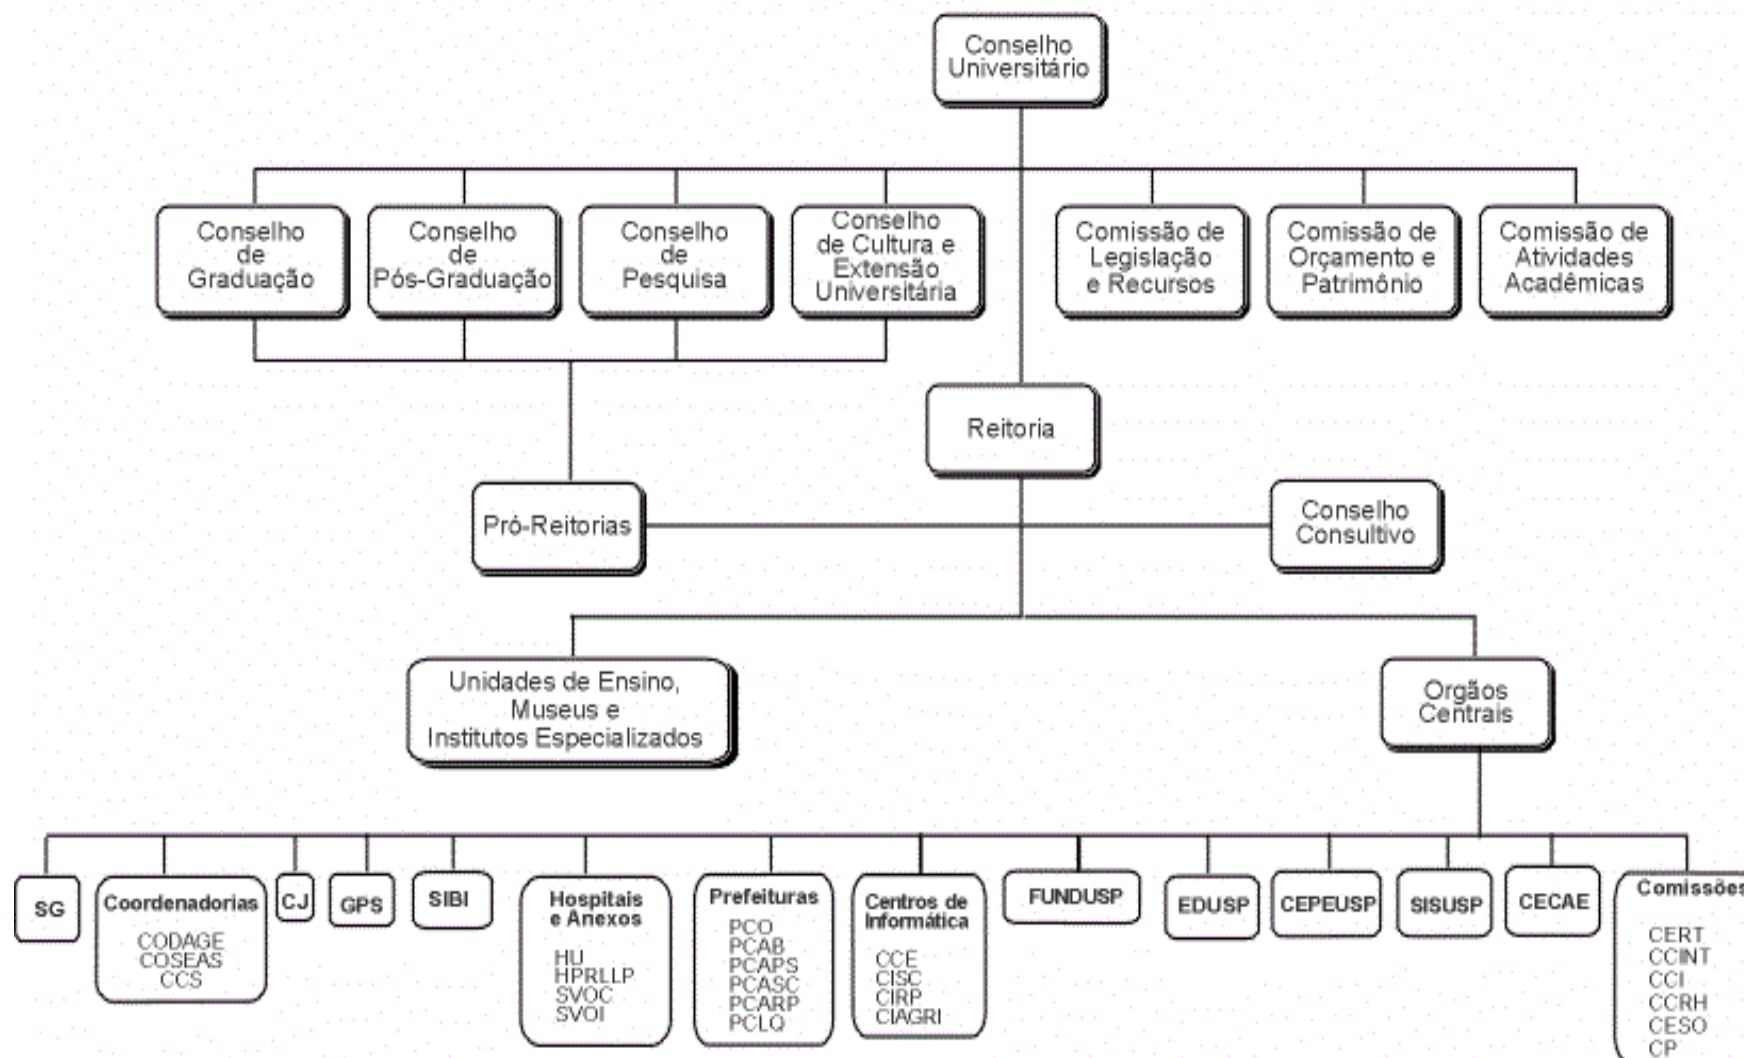 Conselho
Universitário
Conselho
de
Graduação
Conselho
de
Pós-Graduação
Conselho
de
Pesquisa
Conselho
de Cultura e
Extensão
Universitária
Comissão de
Legislação
e Recursos
Comissão de
Orçamento e
Patrimônio
Comissão de
Atividades
Acadêmicas
Reitoria
Pró-Reitorias
Conselho
Consultivo
Unidades de Ensino,
Museus e
Institutos Especializados
Orgãos
Centrais
SG
Coordenadorias
CODAGE
COSEAS
CCS
CJ
GPS
SIBI
Hospitais
e Anexos
HU
HPRLLP
SVOC
SVOI
Prefeituras
PCO
PCAB
PCAPS
PCASC
PCARP
PCLQ
Centros de
Informática
CCE
CISC
CIRP
CIAGRI
FUNDUSP
EDUSP
CEPEUSP
SISUSP
CECAE
Comissões
CERT
CCINT
CCI
CCRH
CESO
CP